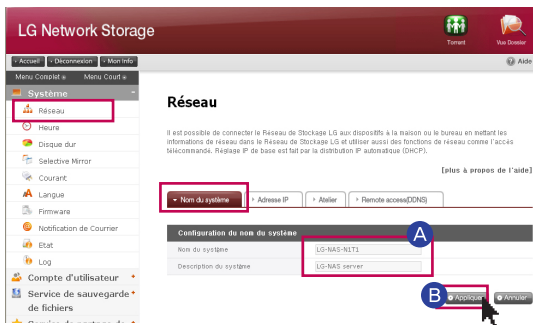 LG Network Storage
Torrent
Vue Dossier
Accueil
Déconnexion
Mon Info
Aide
Menu Complet
Menu Court
Système
Réseau
Heure
Disque dur
Selective Mirror
Courant
Langue
Firmware
Notification de Courrier
Etat
Log
Compte d'utilisateur
Service de sauvegarde
de fichiers
Réseau
Il est possible de connecter le Réseau de Stockage LG aux dispositifs à la maison ou le bureau en mettant les
informations dans le Réseau de Stockage LG et utiliser aussi des fonctions de réseau comme l'accès
télécommandé. Réglage IP de base est fait par la distribution IP automatique (DHCP).
[plus à propos de l'aide]
Nom du système
Adresse IP
Atelier
Remote access(DDNS)
Configuration du nom du système
A
Nom du système
LG-NAS-N1T1
Description du système
LG-NAS server
B
Appliquer
Annuler